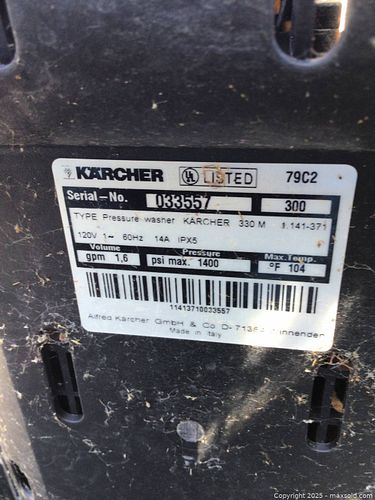 KÄRCHER UL LISTED 79C2
Serial-No. 033557 300
TYPE Pressure washer KÄRCHER 330 M 1.141-371
120V 1~ 60Hz 14A IPX5
Volume Pressure Max.Temp.
gpm 1,6 psi max. 1400 °F 104
11413710033557
Alfred Kärcher GmbH & Co D-7136 nnenden
Made in Italy
Copyright © 2025 - maxsold.com